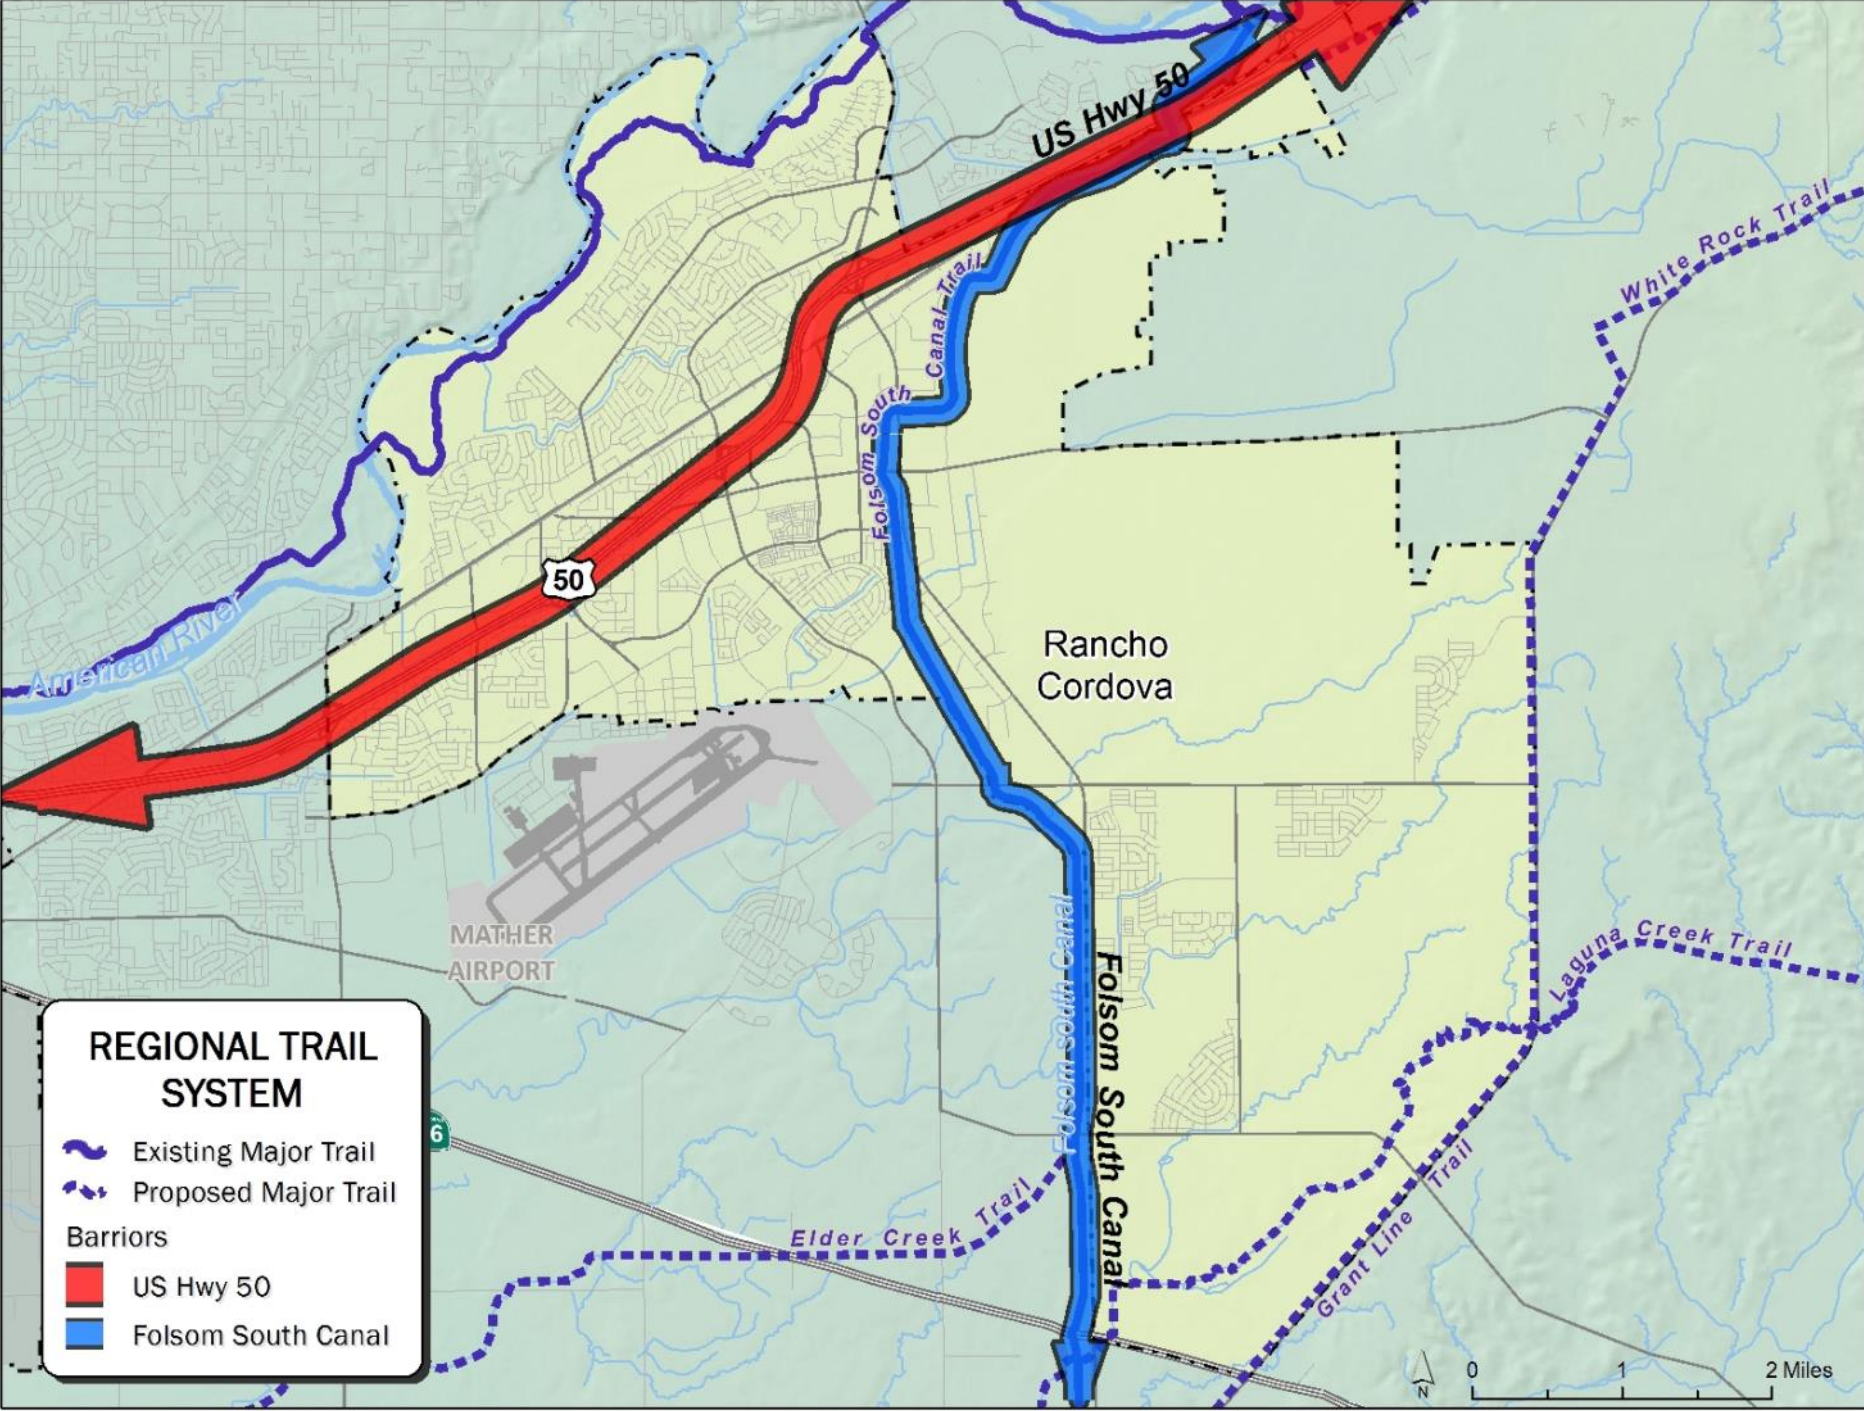 US Hwy 50
White Rock Trail
Folsom South Canal Trail
50
American River
Rancho
Cordova
MATHER
AIRPORT
Folsom South Canal
Folsom South Canal
Laguna Creek Trail
Elder Creek Trail
Grant Line Trail
6
REGIONAL TRAIL
SYSTEM
Existing Major Trail
Proposed Major Trail
Barriors
US Hwy 50
Folsom South Canal
N
0 1 2 Miles